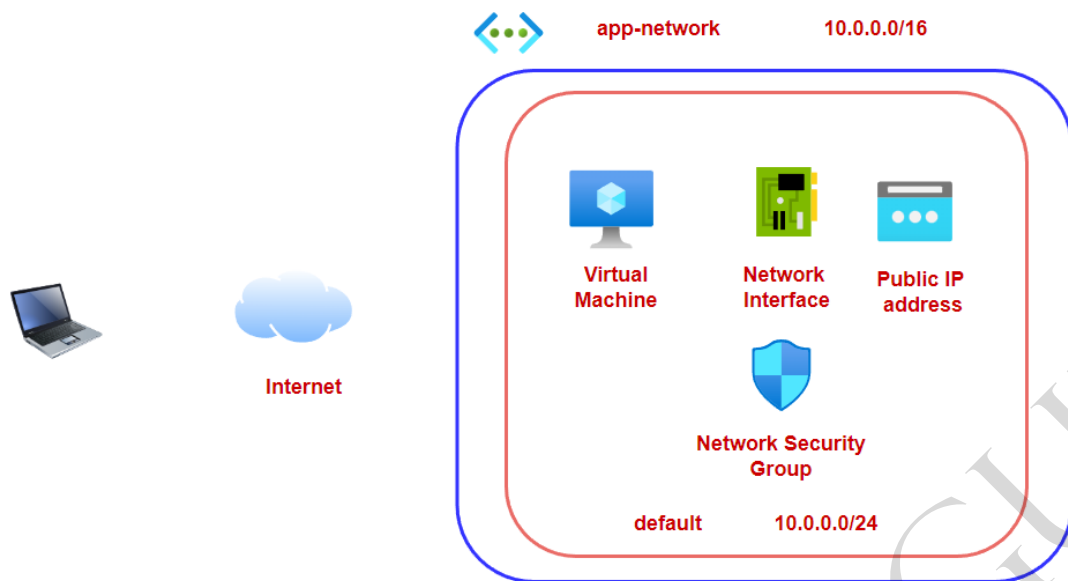 app-network 10.0.0.0/16
Virtual
Machine
Network
Interface
Public IP
address
Internet
Network Security
Group
default 10.0.0.0/24